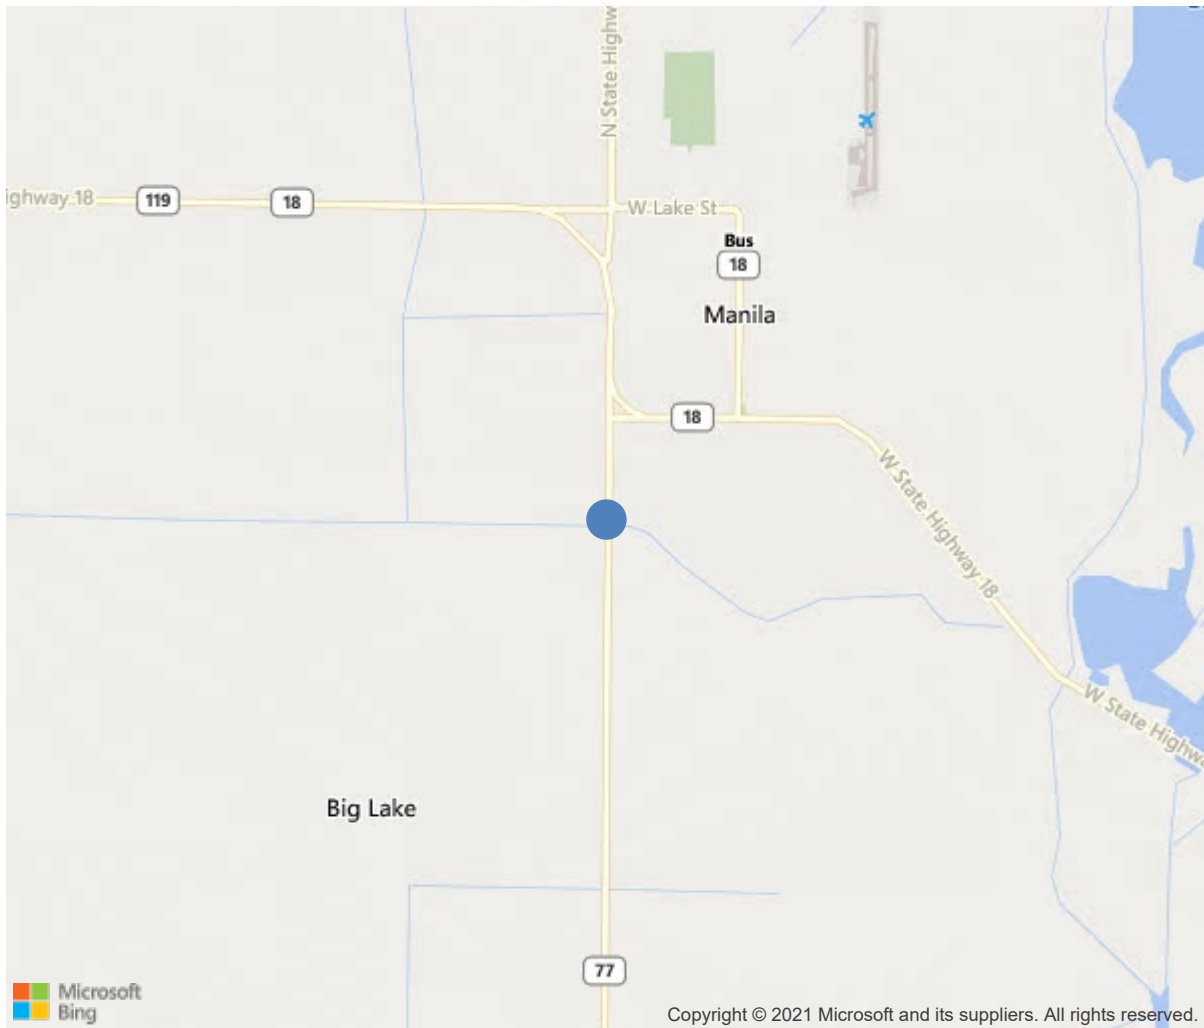 N State Highw
ighway 18
119
18
W Lake St
Bus
18
Manila
18
W State Highway 18
W State Highwa
Big Lake
77
Microsoft
Bing
Copyright © 2021 Microsoft and its suppliers. All rights reserved.